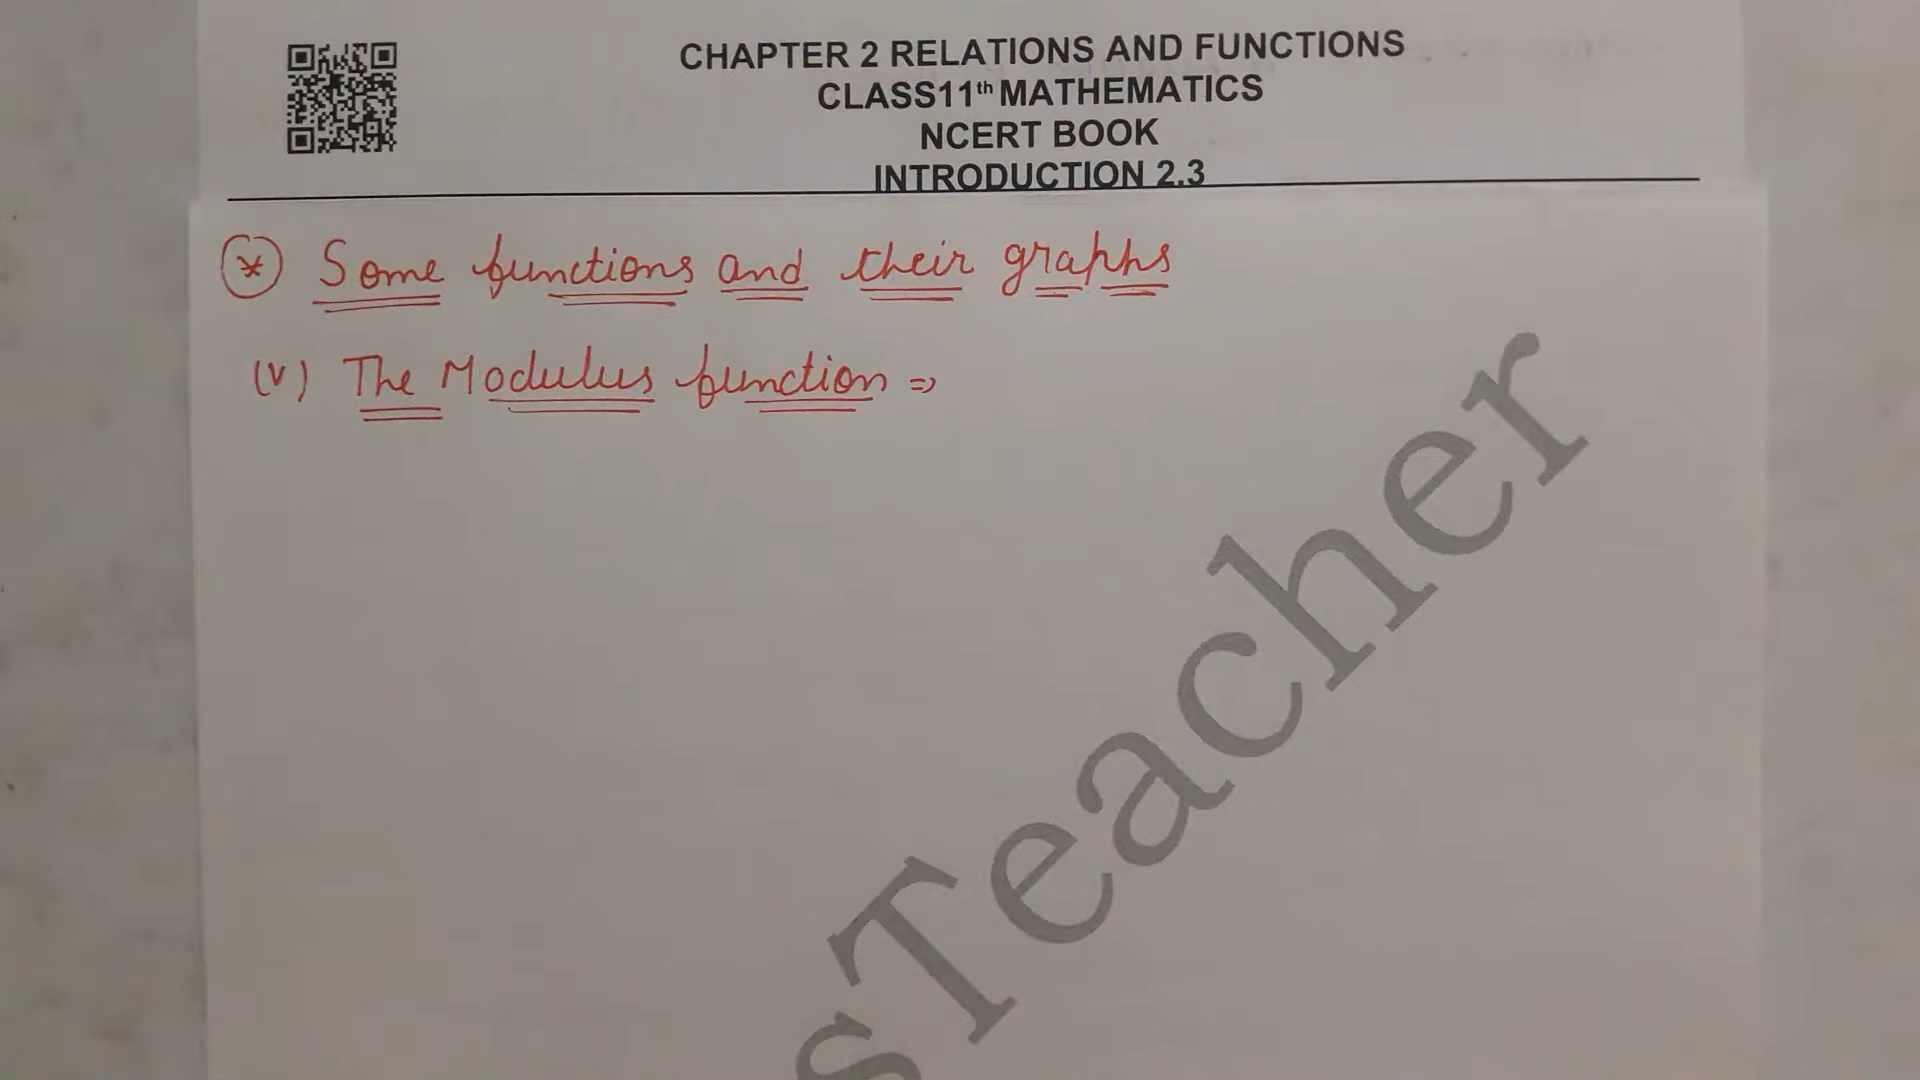 CHAPTER 2 RELATIONS AND FUNCTIONS
CLASS11th MATHEMATICS
NCERT BOOK
INTRODUCTION 2.3
* Some functions and their graphs
(V) The Modulus function ⇒
sTeacher